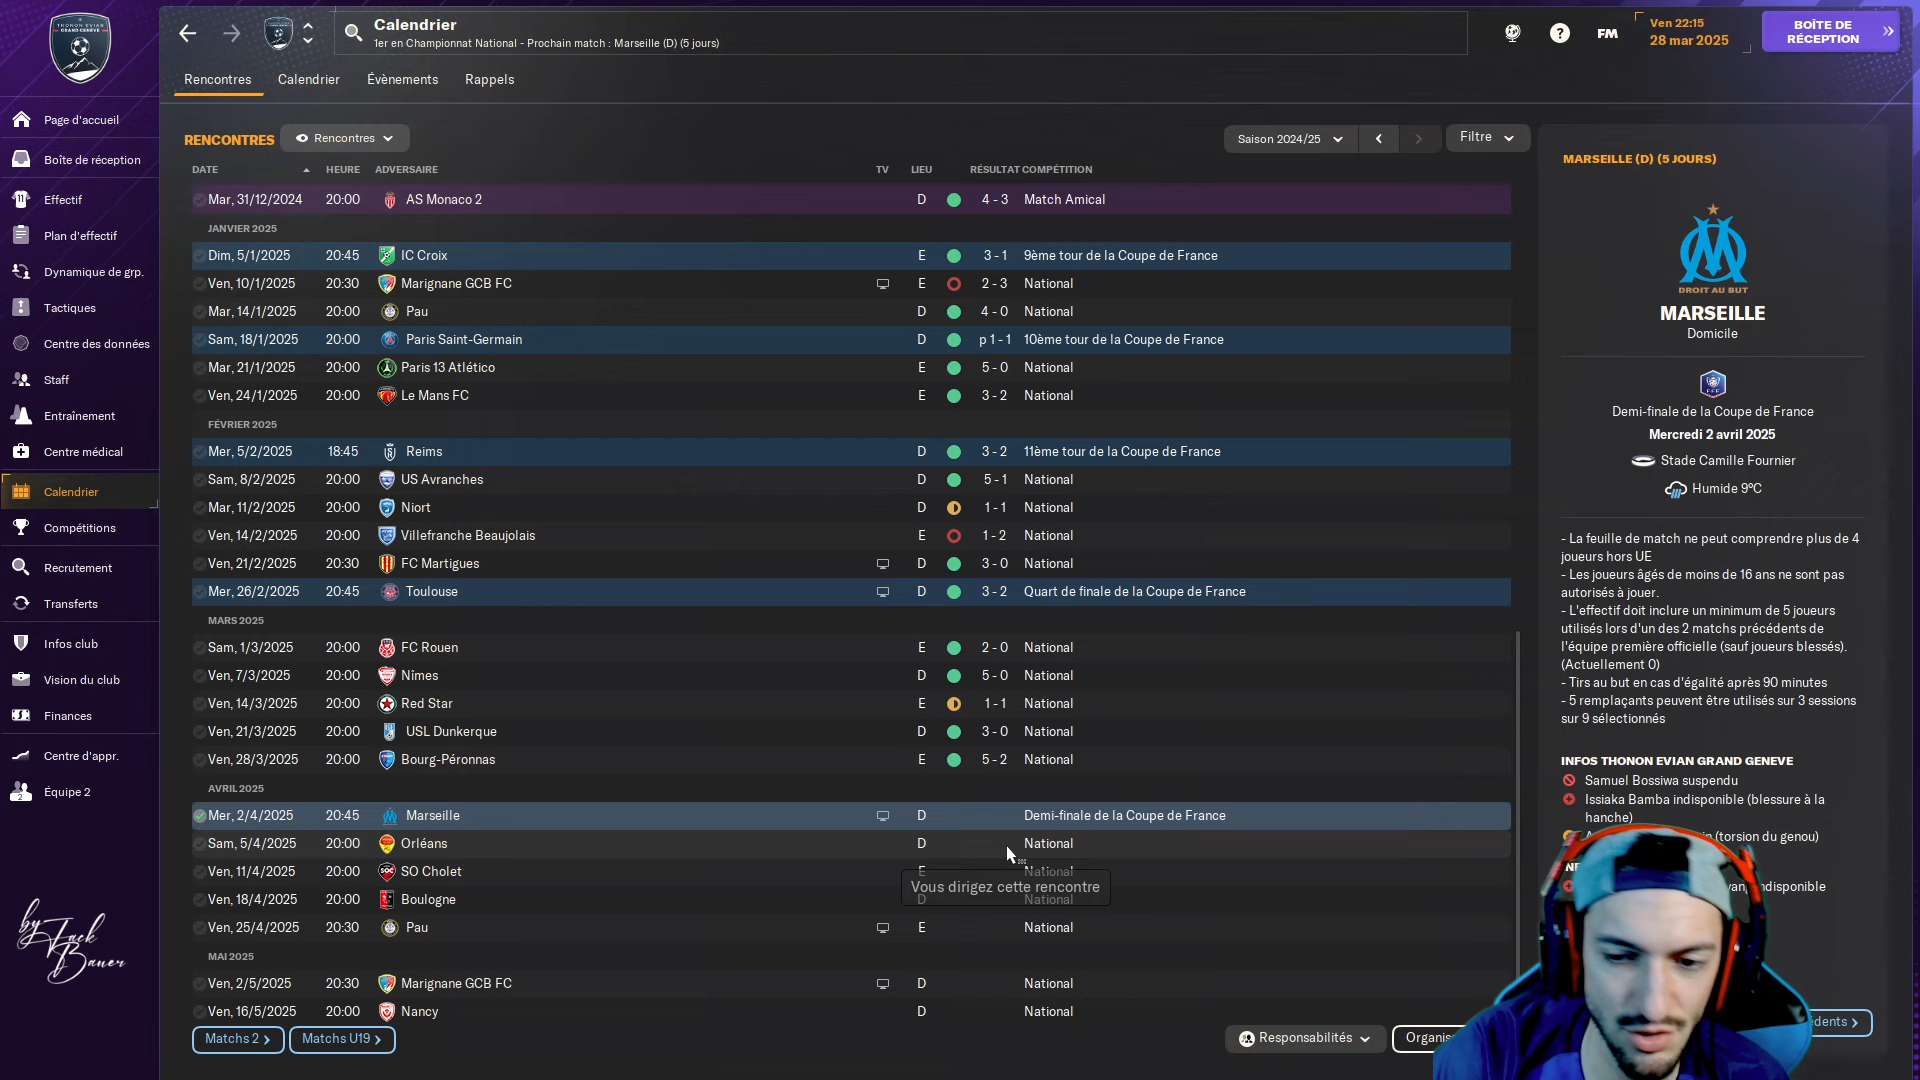 THONON EVIAN
GRAND GENÈVE
Calendrier
1er en Championnat National - Prochain match : Marseille (D) (5 jours)
FM
Ven 22:15
28 mar 2025
BOÎTE DE RÉCEPTION
Rencontres
Calendrier
Évènements
Rappels
Page d'accueil
Boîte de réception
Effectif
Plan d'effectif
Dynamique de grp.
Tactiques
Centre des données
Staff
Entraînement
Centre médical
Calendrier
Compétitions
Recrutement
Transferts
Infos club
Vision du club
Finances
Centre d'appr.
Équipe 2
by Jack Bauer
RENCONTRES
Rencontres
Saison 2024/25
Filtre
DATE HEURE ADVERSAIRE TV LIEU RÉSULTAT COMPÉTITION
Mar, 31/12/2024 20:00 AS Monaco 2 D 4 - 3 Match Amical
JANVIER 2025
Dim, 5/1/2025 20:45 IC Croix E 3 - 1 9ème tour de la Coupe de France
Ven, 10/1/2025 20:30 Marignane GCB FC E 2 - 3 National
Mar, 14/1/2025 20:00 Pau D 4 - 0 National
Sam, 18/1/2025 20:00 Paris Saint-Germain D p 1 - 1 10ème tour de la Coupe de France
Mar, 21/1/2025 20:00 Paris 13 Atlético E 5 - 0 National
Ven, 24/1/2025 20:00 Le Mans FC E 3 - 2 National
FÉVRIER 2025
Mer, 5/2/2025 18:45 Reims D 3 - 2 11ème tour de la Coupe de France
Sam, 8/2/2025 20:00 US Avranches D 5 - 1 National
Mar, 11/2/2025 20:00 Niort D 1 - 1 National
Ven, 14/2/2025 20:00 Villefranche Beaujolais E 1 - 2 National
Ven, 21/2/2025 20:30 FC Martigues D 3 - 0 National
Mer, 26/2/2025 20:45 Toulouse D 3 - 2 Quart de finale de la Coupe de France
MARS 2025
Sam, 1/3/2025 20:00 FC Rouen E 2 - 0 National
Ven, 7/3/2025 20:00 Nîmes D 5 - 0 National
Ven, 14/3/2025 20:00 Red Star E 1 - 1 National
Ven, 21/3/2025 20:00 USL Dunkerque D 3 - 0 National
Ven, 28/3/2025 20:00 Bourg-Péronnas E 5 - 2 National
AVRIL 2025
Mer, 2/4/2025 20:45 Marseille D Demi-finale de la Coupe de France
Sam, 5/4/2025 20:00 Orléans D National
Ven, 11/4/2025 20:00 SO Cholet E National
Vous dirigez cette rencontre
Ven, 18/4/2025 20:00 Boulogne D National
Ven, 25/4/2025 20:30 Pau E National
MAI 2025
Ven, 2/5/2025 20:30 Marignane GCB FC D National
Ven, 16/5/2025 20:00 Nancy D National
Matchs 2
Matchs U19
Responsabilités
MARSEILLE (D) (5 JOURS)
DROIT AU BUT
MARSEILLE
Domicile
FFF
Demi-finale de la Coupe de France
Mercredi 2 avril 2025
Stade Camille Fournier
Humide 9°C
- La feuille de match ne peut comprendre plus de 4
joueurs hors UE
- Les joueurs âgés de moins de 16 ans ne sont pas
autorisés à jouer.
- L'effectif doit inclure un minimum de 5 joueurs
utilisés lors d'un des 2 matchs précédents de
l'équipe première officielle (sauf joueurs blessés).
(Actuellement 0)
- Tirs au but en cas d'égalité après 90 minutes
- 5 remplaçants peuvent être utilisés sur 3 sessions
sur 9 sélectionnés
INFOS THONON EVIAN GRAND GENEVE
Samuel Bossiwa suspendu
Issiaka Bamba indisponible (blessure à la
hanche)
(torsion du genou)
indisponible